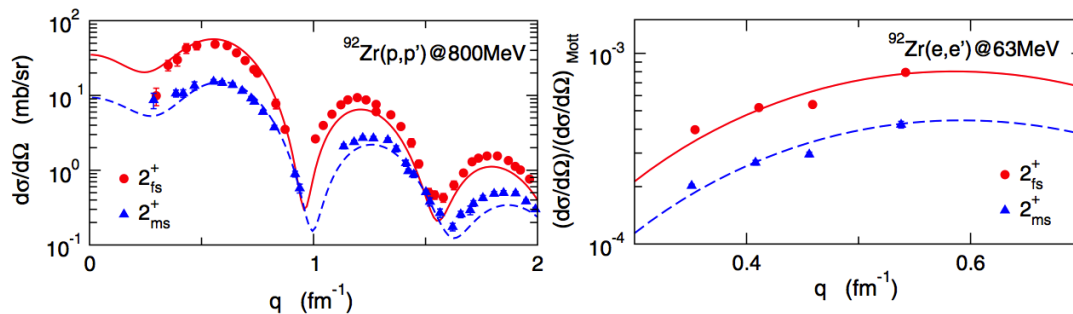 ⁹²Zr(p,p')@800MeV
dσ/dΩ (mb/sr)
10²
10¹
10⁰
10⁻¹
2⁺fs
2⁺ms
0 1 2
q (fm⁻¹)
⁹²Zr(e,e')@63MeV
(dσ/dΩ)/(dσ/dΩ)Mott
10⁻³
10⁻⁴
2⁺fs
2⁺ms
0.4 0.6
q (fm⁻¹)